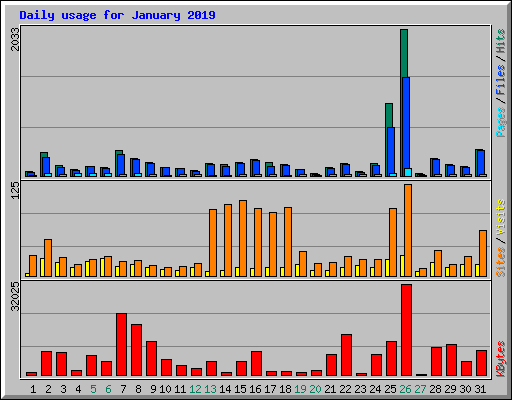 Daily usage for January 2019
2033
Pages / Files / Hits
125
Sites / Visits
32025
KBytes
1 2 3 4 5 6 7 8 9 10 11 12 13 14 15 16 17 18 19 20 21 22 23 24 25 26 27 28 29 30 31